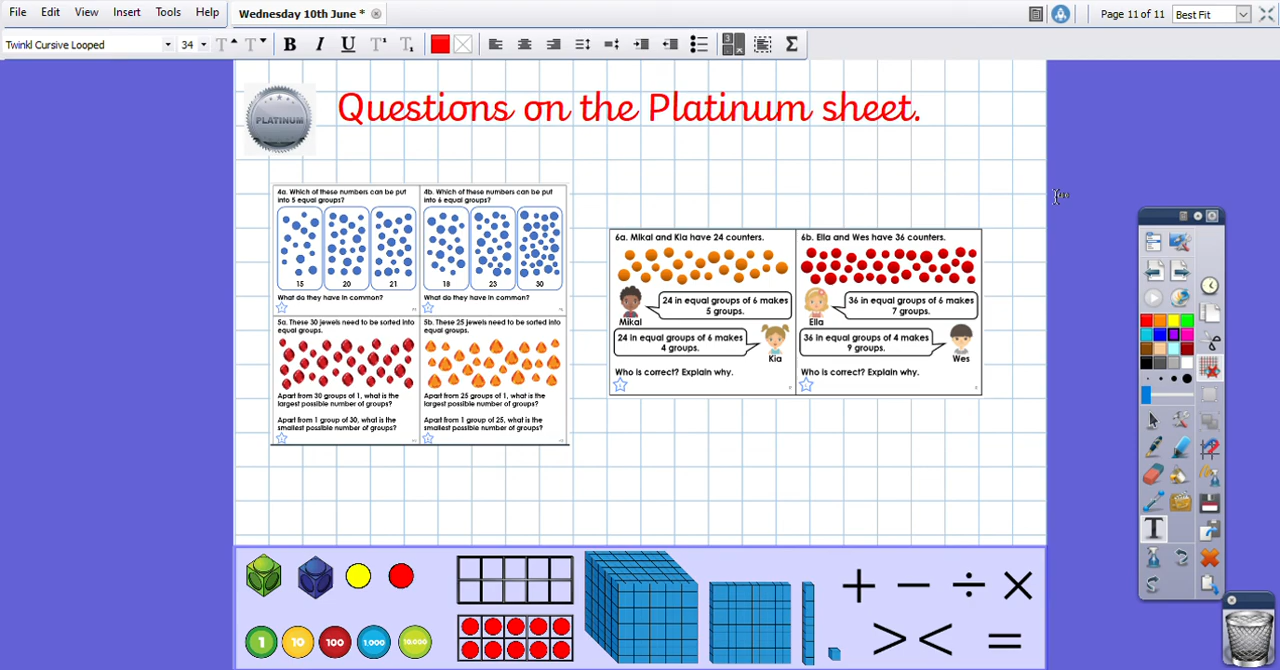 File Edit View Insert Tools Help
Wednesday 10th June *
Page 11 of 11
Best Fit
Twinkl Cursive Looped
34
B I U T¹ T₁
Σ
PLATINUM
Questions on the Platinum sheet.
4a. Which of these numbers can be put
into 5 equal groups?
15 20 21
What do they have in common?
4b. Which of these numbers can be put
into 6 equal groups?
18 23 30
What do they have in common?
5a. These 30 jewels need to be sorted into
equal groups.
Apart from 30 groups of 1, what is the
largest possible number of groups?
Apart from 1 group of 30, what is the
smallest possible number of groups?
5b. These 25 jewels need to be sorted into
equal groups.
Apart from 25 groups of 1, what is the
largest possible number of groups?
Apart from 1 group of 25, what is the
smallest possible number of groups?
6a. Mikal and Kia have 24 counters.
24 in equal groups of 6 makes
5 groups.
Mikal
24 in equal groups of 6 makes
4 groups.
Kia
Who is correct? Explain why.
6b. Ella and Wes have 36 counters.
36 in equal groups of 6 makes
7 groups.
Ella
36 in equal groups of 4 makes
9 groups.
Wes
Who is correct? Explain why.
+ − ÷ ×
1 10 100 1,000 10,000
> < =
T